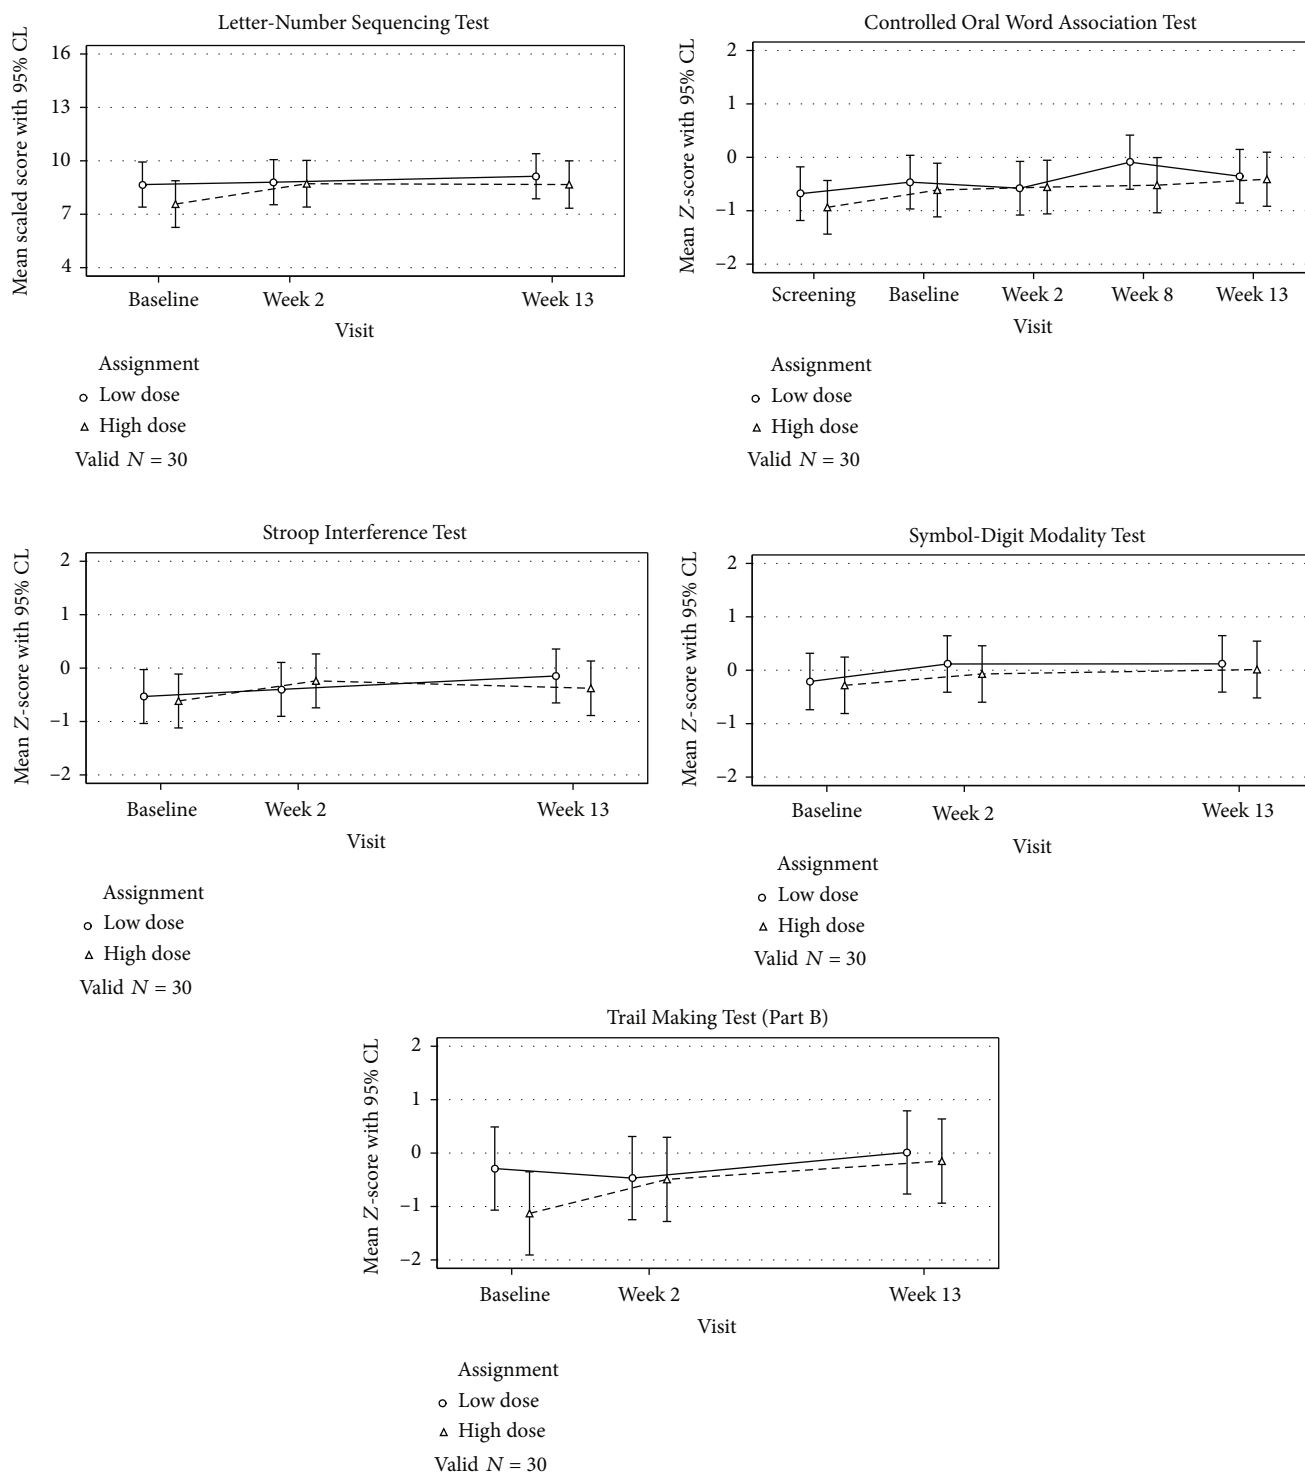 Letter-Number Sequencing Test
Mean scaled score with 95% CL
16
13
10
7
4
Baseline Week 2 Week 13
Visit
Assignment
Low dose
High dose
Valid N = 30
Controlled Oral Word Association Test
Mean Z-score with 95% CL
2
1
0
−1
−2
Screening Baseline Week 2 Week 8 Week 13
Visit
Assignment
Low dose
High dose
Valid N = 30
Stroop Interference Test
Mean Z-score with 95% CL
2
1
0
−1
−2
Baseline Week 2 Week 13
Visit
Assignment
Low dose
High dose
Valid N = 30
Symbol-Digit Modality Test
Mean Z-score with 95% CL
2
1
0
−1
−2
Baseline Week 2 Week 13
Visit
Assignment
Low dose
High dose
Valid N = 30
Trail Making Test (Part B)
Mean Z-score with 95% CL
2
1
0
−1
−2
Baseline Week 2 Week 13
Visit
Assignment
Low dose
High dose
Valid N = 30